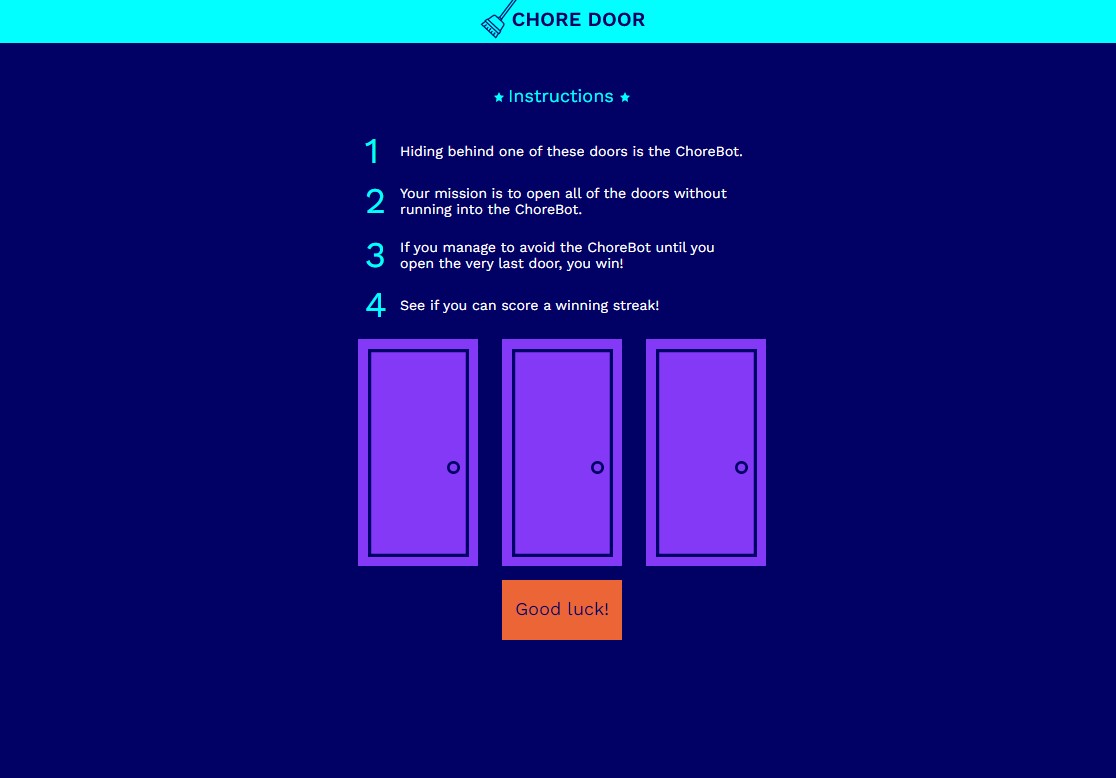 CHORE DOOR
Instructions
1 Hiding behind one of these doors is the ChoreBot.
2 Your mission is to open all of the doors without
running into the ChoreBot.
3 If you manage to avoid the ChoreBot until you
open the very last door, you win!
4 See if you can score a winning streak!
Good luck!